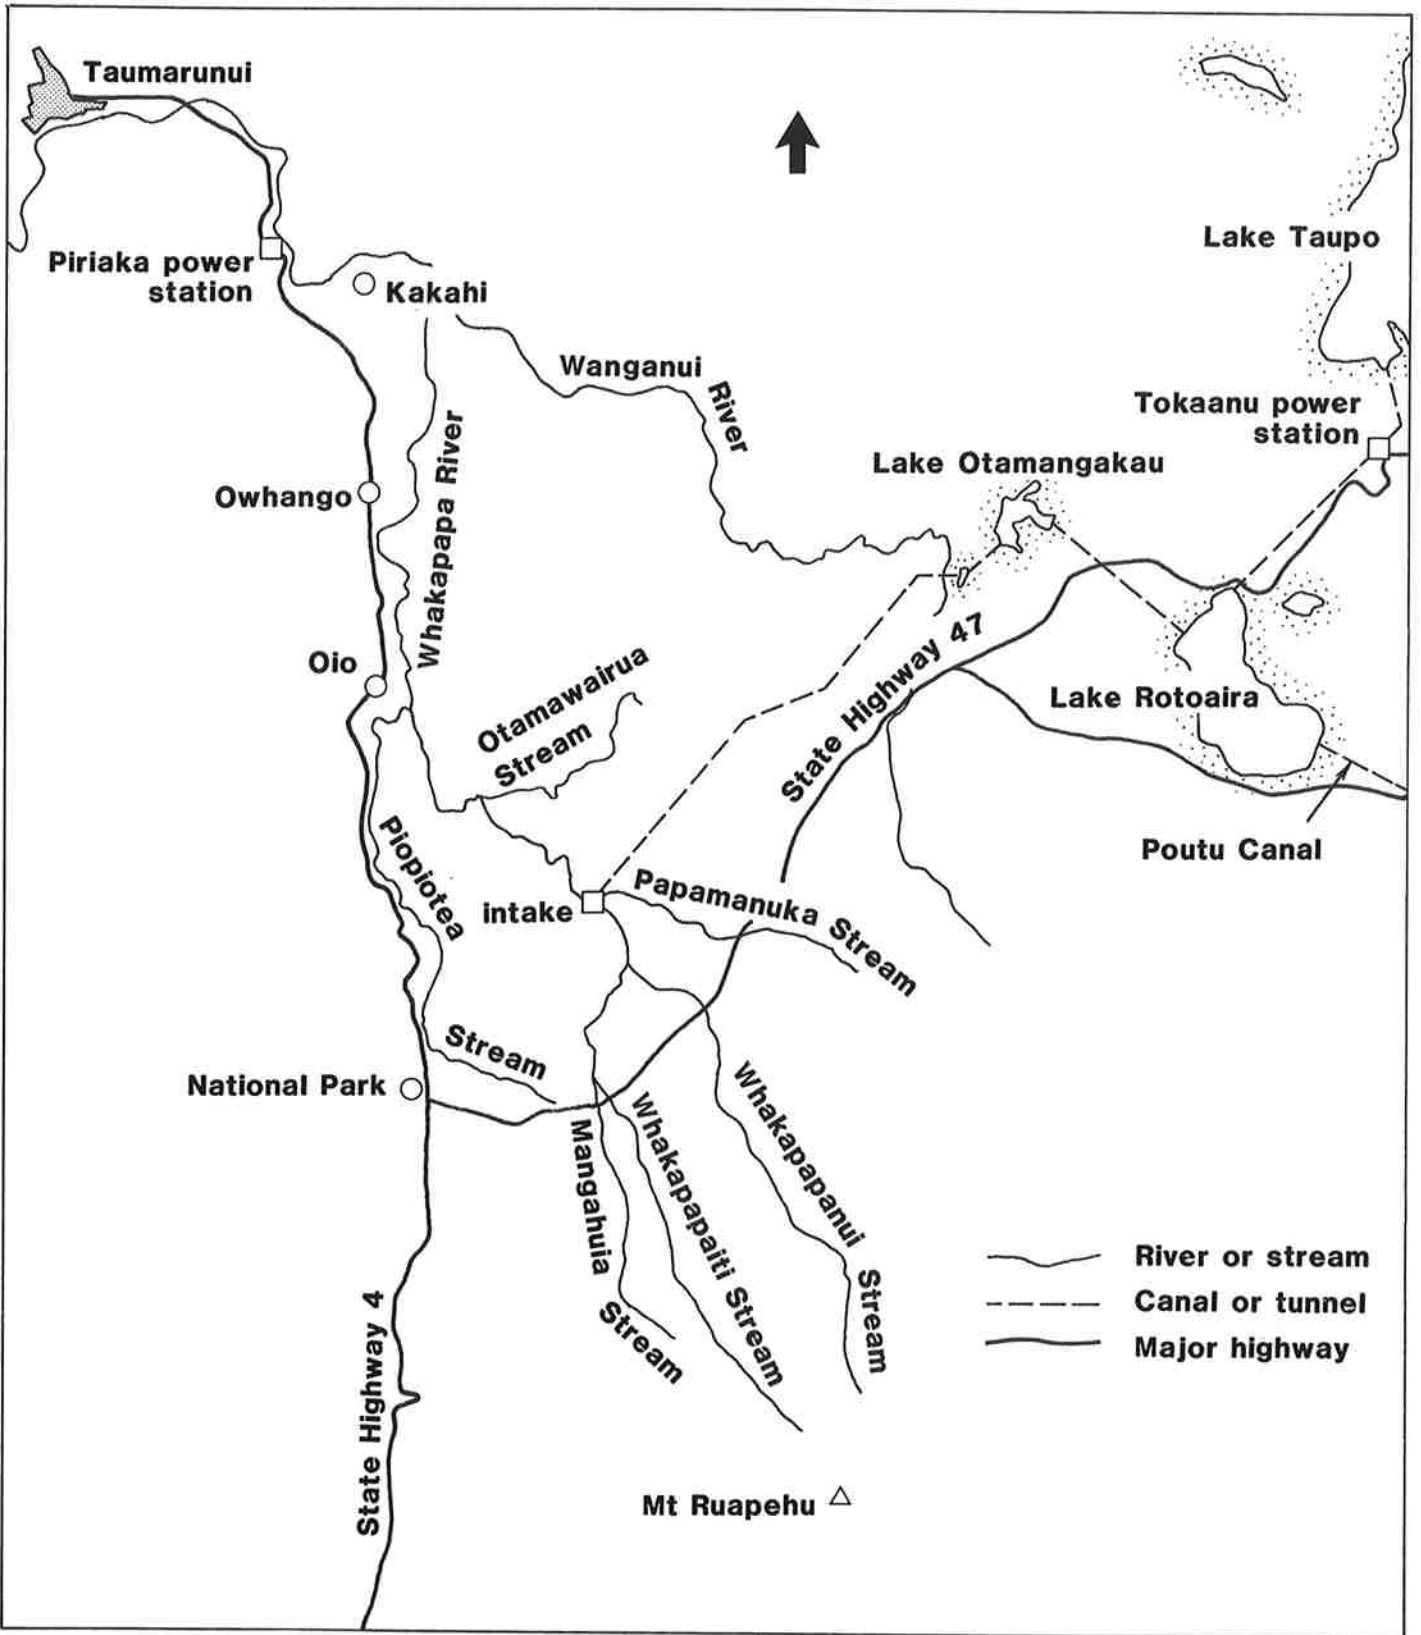 Taumarunui
Lake Taupo
Piriaka power
station
Kakahi
Wanganui
River
Tokaanu power
station
Lake Otamangakau
Owhango
Whakapapa River
Oio
Otamawairua
Stream
State Highway 47
Lake Rotoaira
Poutu Canal
Piopiotea
Stream
intake
Papamanuka Stream
National Park
Mangahuia
Stream
Whakapapaiti Stream
Whakapapanui
Stream
River or stream
Canal or tunnel
Major highway
State Highway 4
Mt Ruapehu